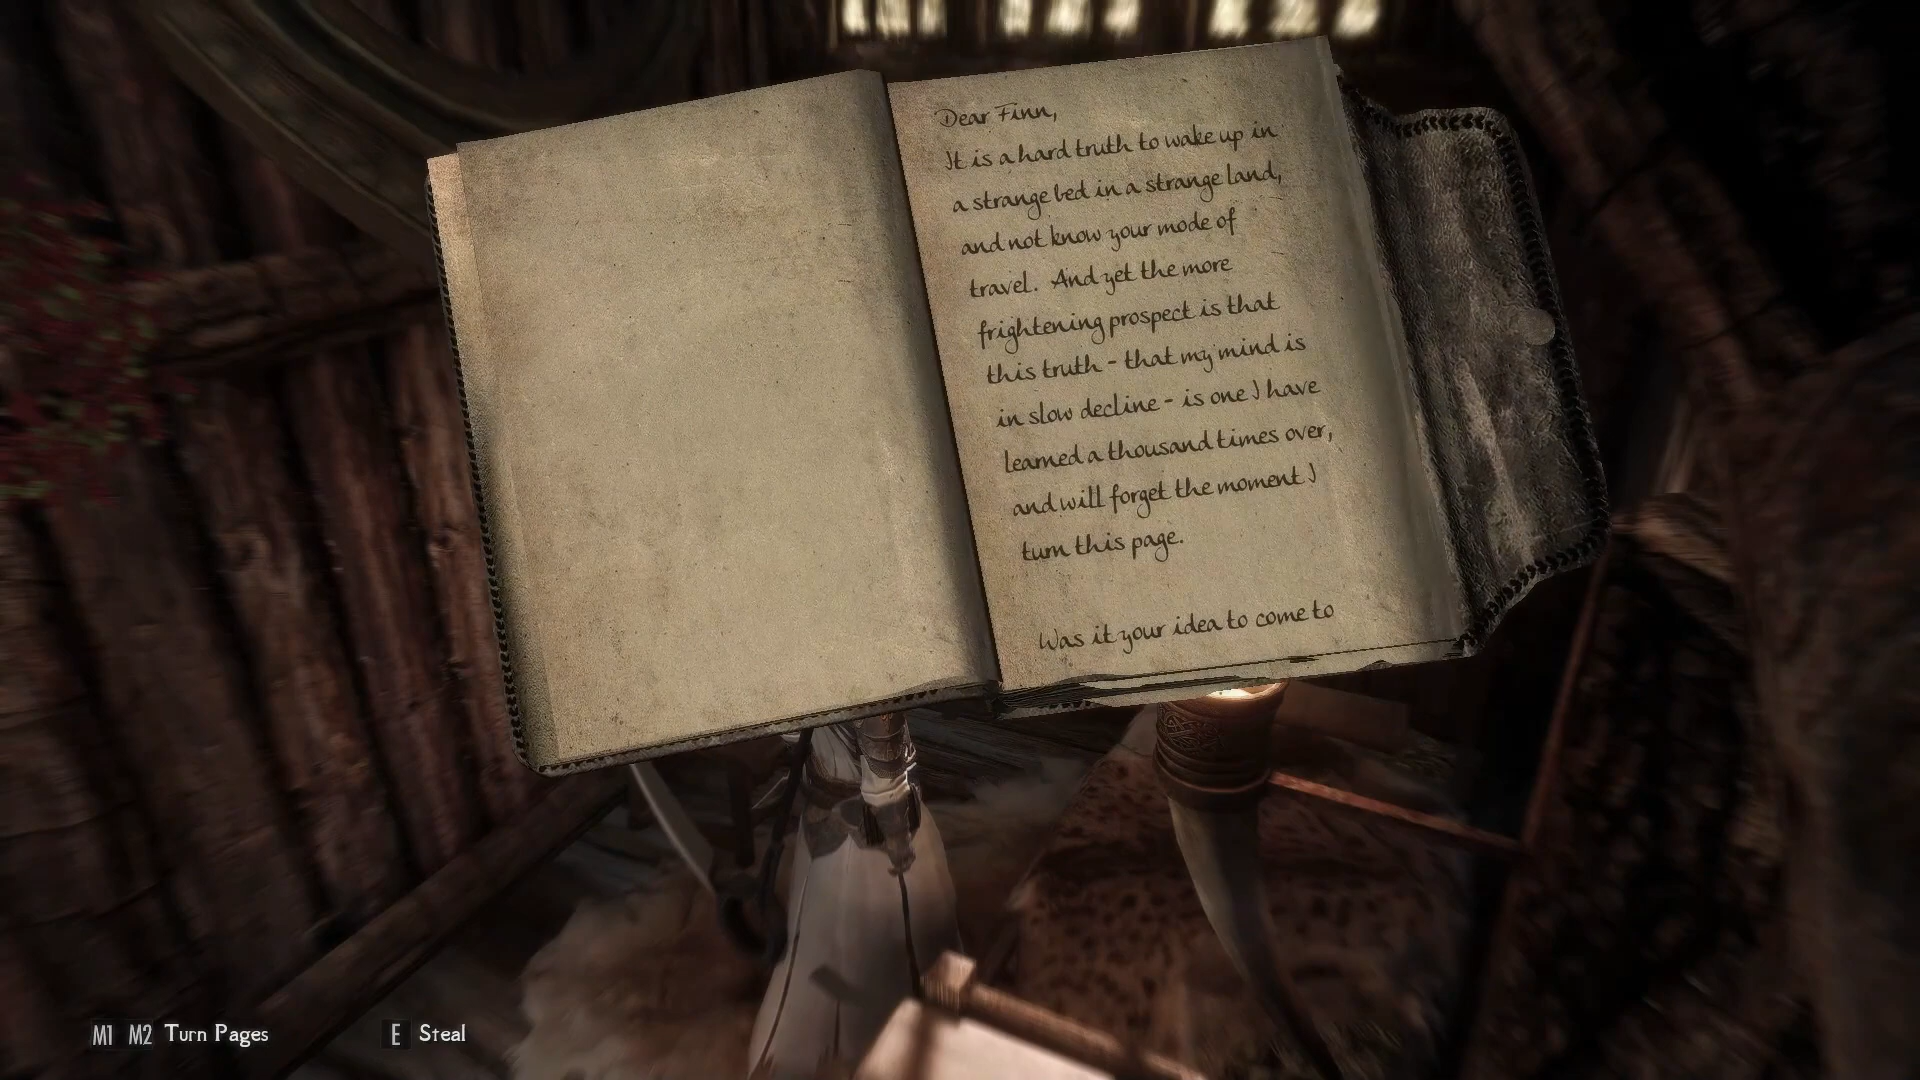 Dear Finn,
It is a hard truth to wake up in
a strange bed in a strange land,
and not know your mode of
travel. And yet the more
frightening prospect is that
this truth - that my mind is
in slow decline - is one I have
learned a thousand times over,
and will forget the moment I
turn this page.
Was it your idea to come to
M1 M2 Turn Pages
E Steal